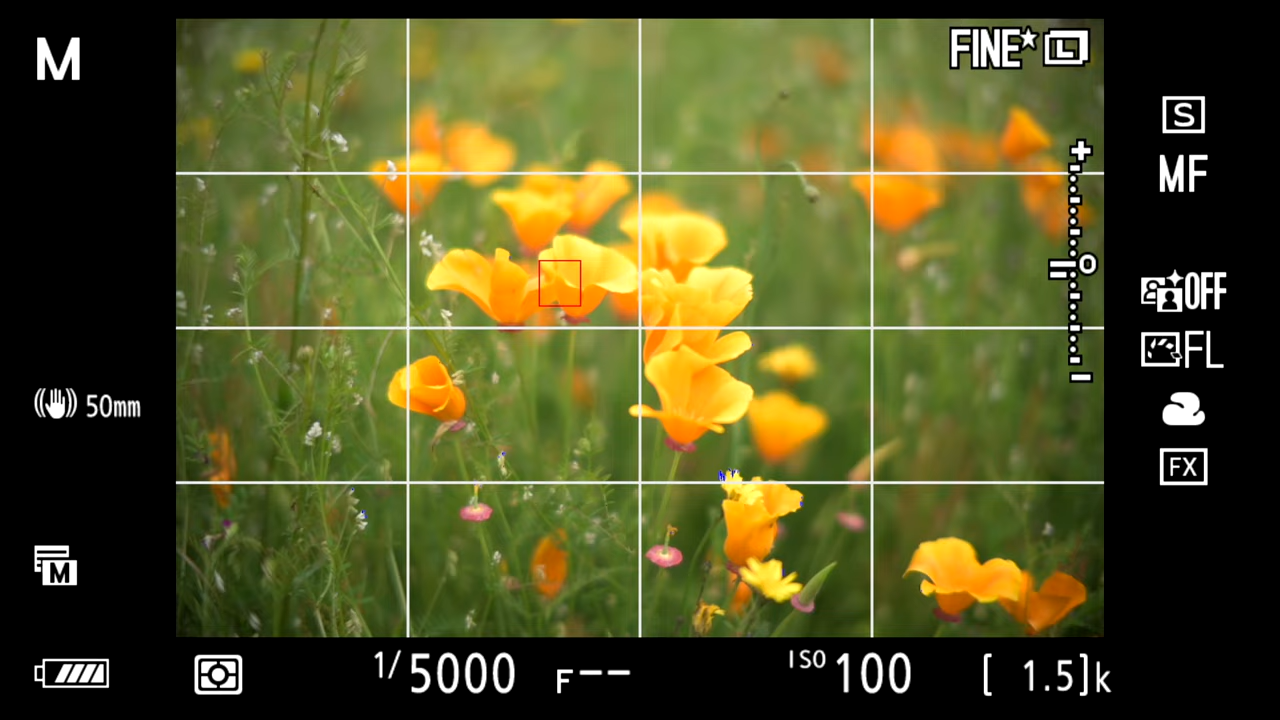 M
FINE★ L
S
MF
OFF
FL
50mm
FX
M
1/5000 F-- ISO 100 [ 1.5]k